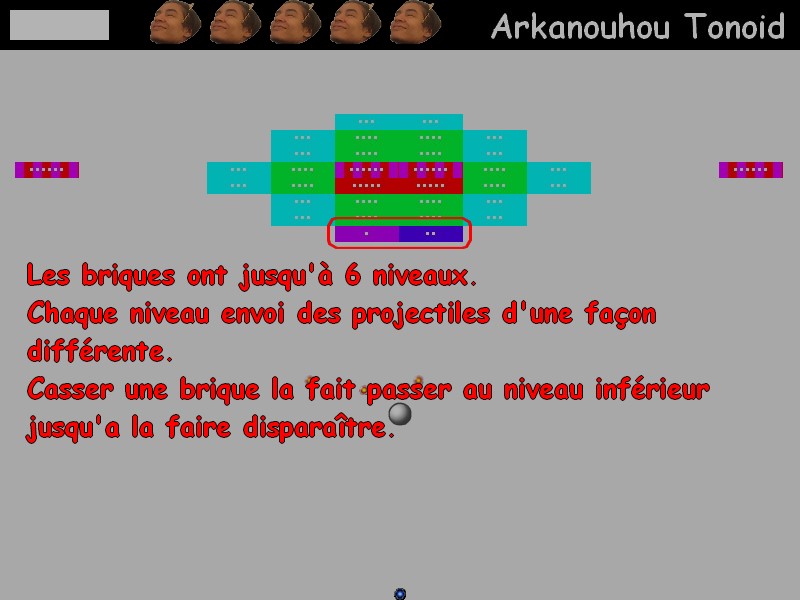 Arkanouhou Tonoid
Les briques ont jusqu'à 6 niveaux.
Chaque niveau envoi des projectiles d'une façon
différente.
Casser une brique la fait passer au niveau inférieur
jusqu'a la faire disparaître.